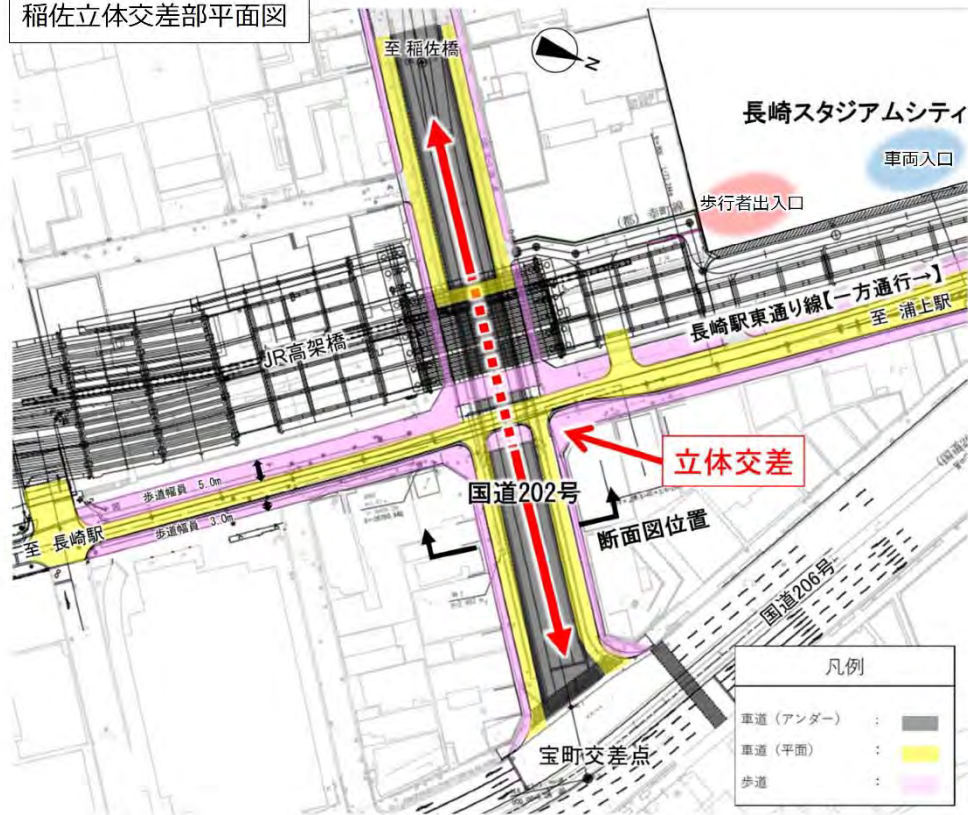 稲佐立体交差部平面図
至 稲佐橋
N
長崎スタジアムシティ
車両入口
歩行者出入口
(都) 幸町線
長崎駅東通り線【一方通行→】
至 浦上駅
JR高架橋
立体交差
歩道幅員 5.0m
国道202号
歩道幅員 3.0m
至 長崎駅
断面図位置
国道206号
宝町交差点
凡例
車道(アンダー) :
車道(平面) :
歩道 :